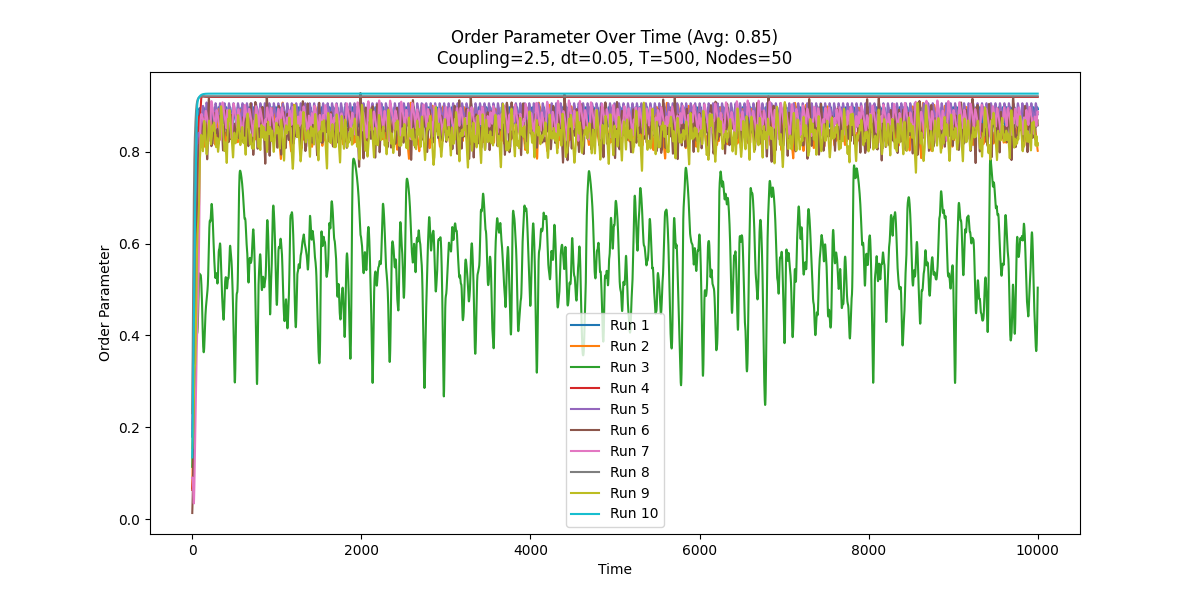 Order Parameter Over Time (Avg: 0.85)
Coupling=2.5, dt=0.05, T=500, Nodes=50
Order Parameter
0.8
0.6
0.4
0.2
0.0
Run 1
Run 2
Run 3
Run 4
Run 5
Run 6
Run 7
Run 8
Run 9
Run 10
0
2000
4000
6000
8000
10000
Time